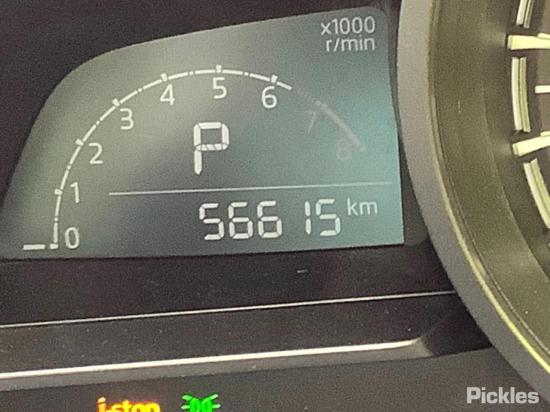 x1000
r/min
0 1 2 3 4 5 6 7 8
P
56615 km
i-stop
Pickles